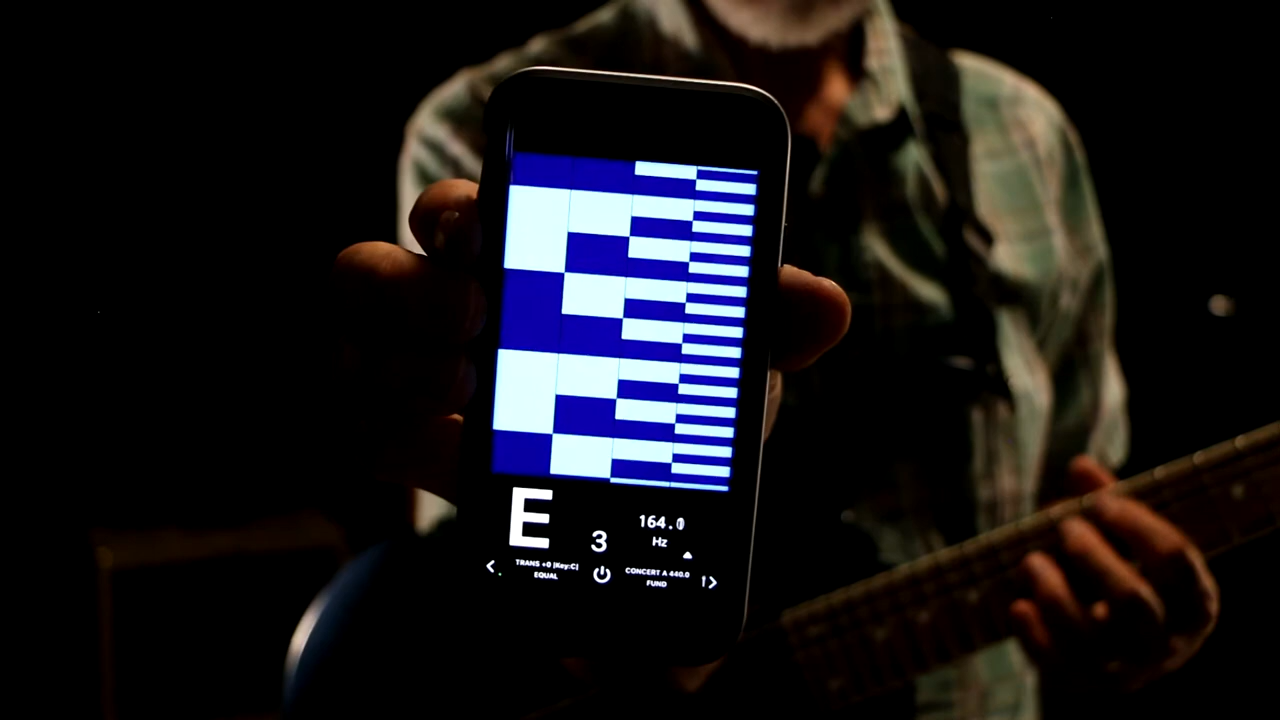 E
3
164.0
Hz
TRANS +0 |Key:C|
EQUAL
CONCERT A 440.0
FUND